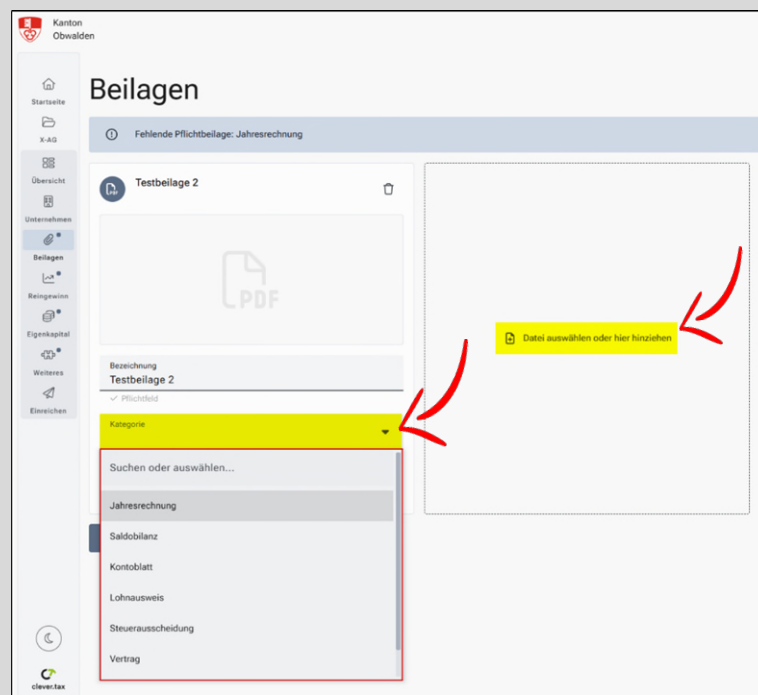 Kanton
Obwalden
Startseite
X-AG
Übersicht
Unternehmen
Beilagen
Reingewinn
Eigenkapital
Weiteres
Einreichen
clever.tax
Beilagen
Fehlende Pflichtbeilage: Jahresrechnung
PDF
Testbeilage 2
PDF
Bezeichnung
Testbeilage 2
Pflichtfeld
Kategorie
Suchen oder auswählen...
Jahresrechnung
Saldobilanz
Kontoblatt
Lohnausweis
Steuerausscheidung
Vertrag
Datei auswählen oder hier hinziehen